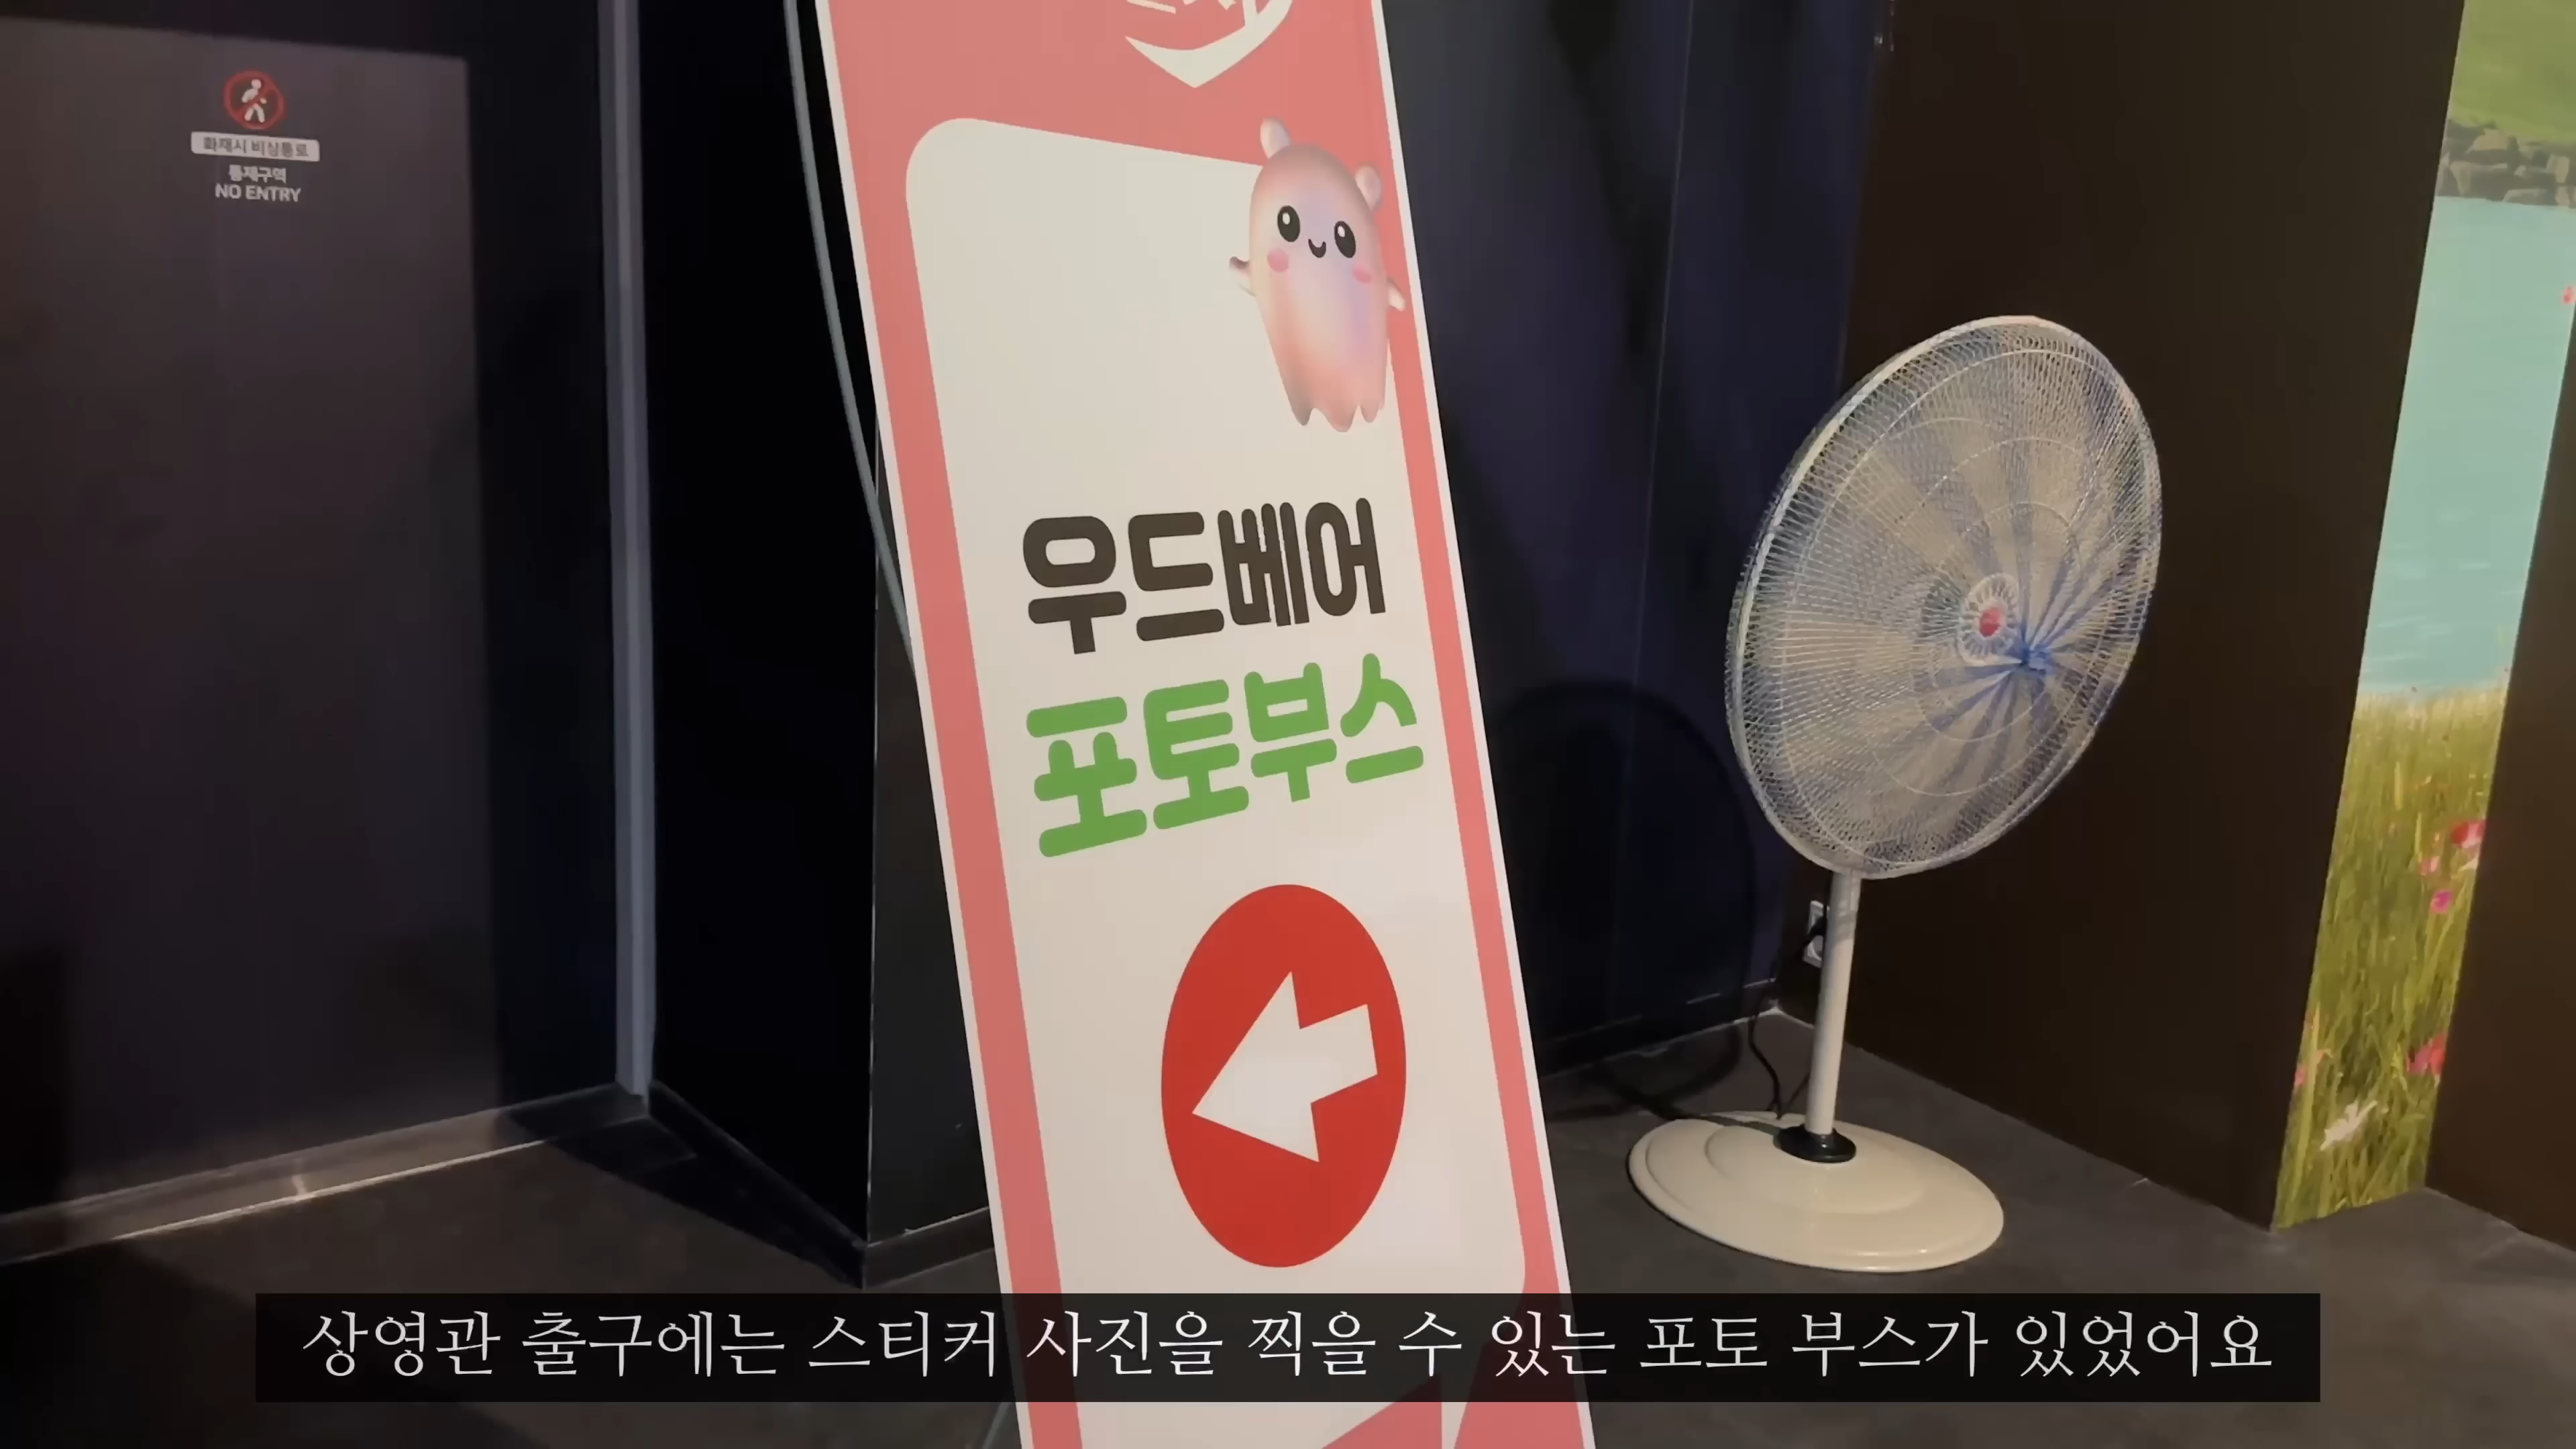 화재시 비상통로
통제구역
NO ENTRY
우드베어
포토부스
상영관 출구에는 스티커 사진을 찍을 수 있는 포토 부스가 있었어요